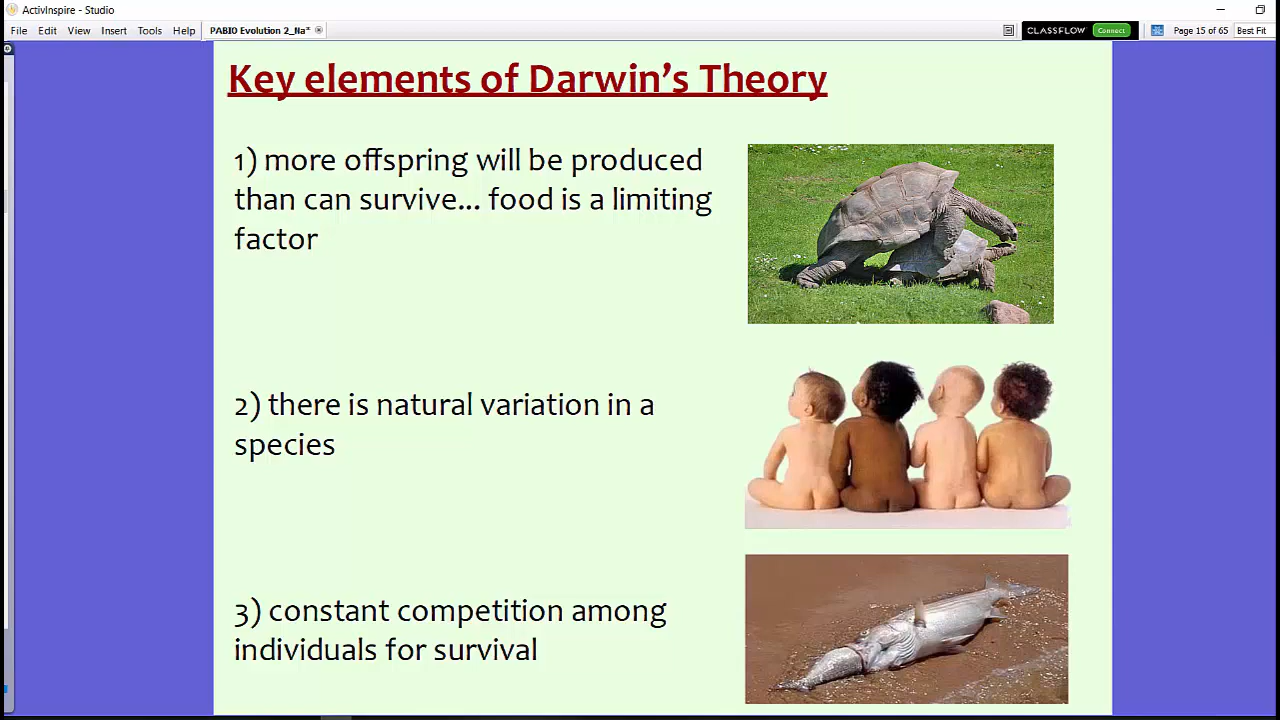 ActivInspire - Studio
File Edit View Insert Tools Help PABIO Evolution 2_Na* CLASSFLOW Connect Page 15 of 65 Best Fit
Key elements of Darwin's Theory
1) more offspring will be produced
than can survive... food is a limiting
factor
2) there is natural variation in a
species
3) constant competition among
individuals for survival